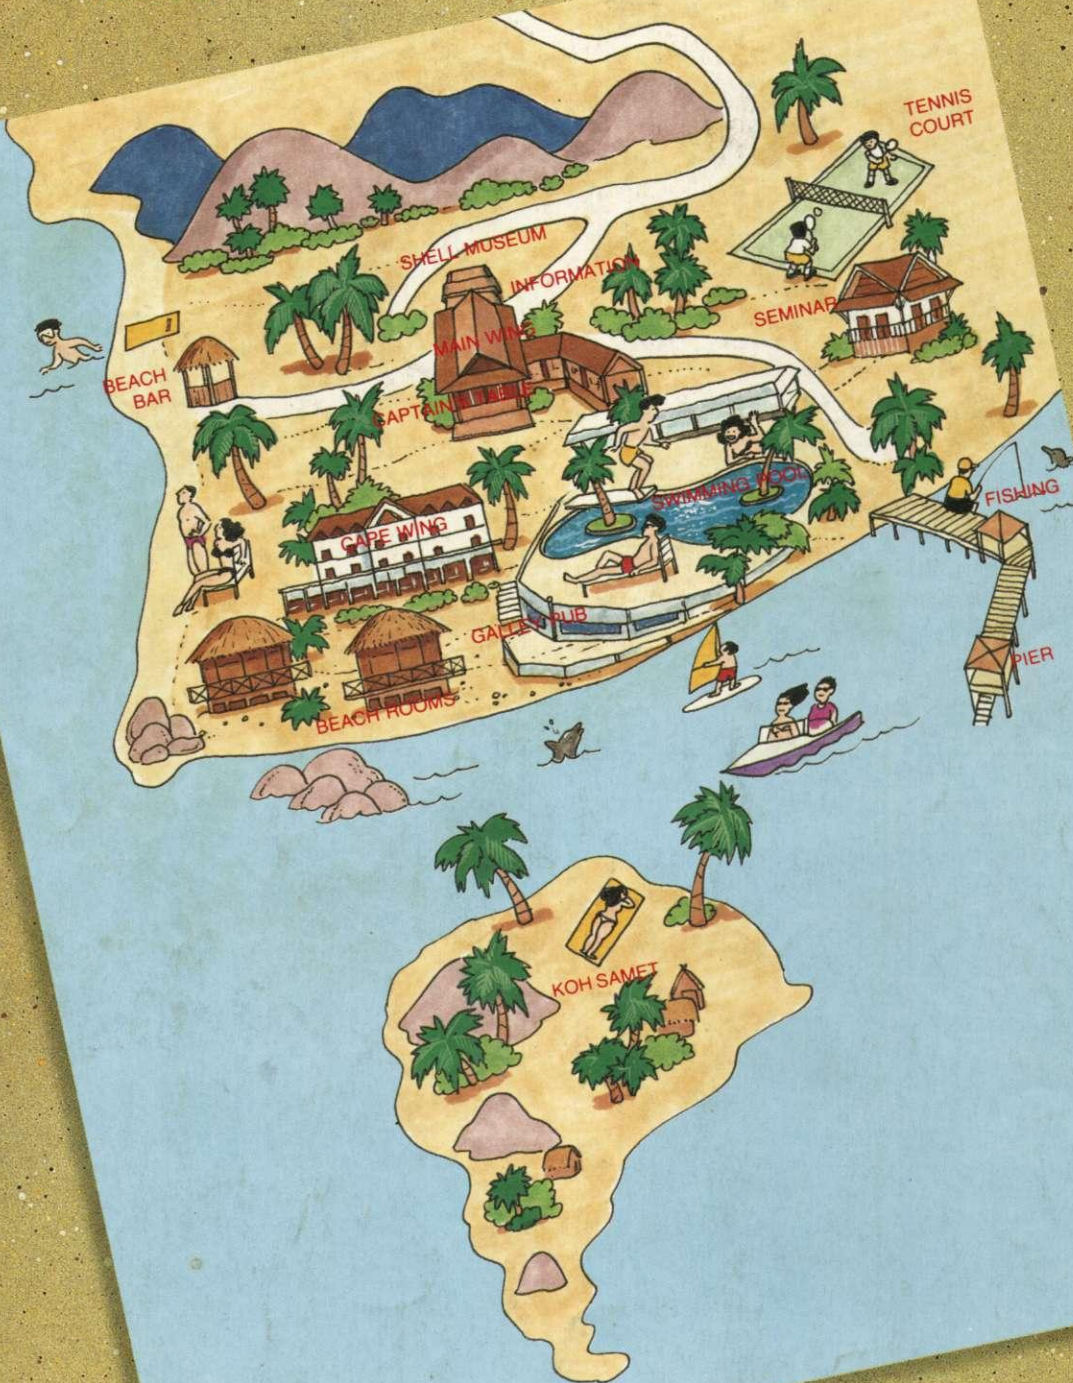 TENNIS
COURT
SHELL MUSEUM
INFORMATION
SEMINAR
MAIN WING
BEACH
BAR
CAPTAIN'S TABLE
SWIMMING POOL
FISHING
CAPE WING
GALLEY PUB
PIER
BEACH ROOMS
KOH SAMET